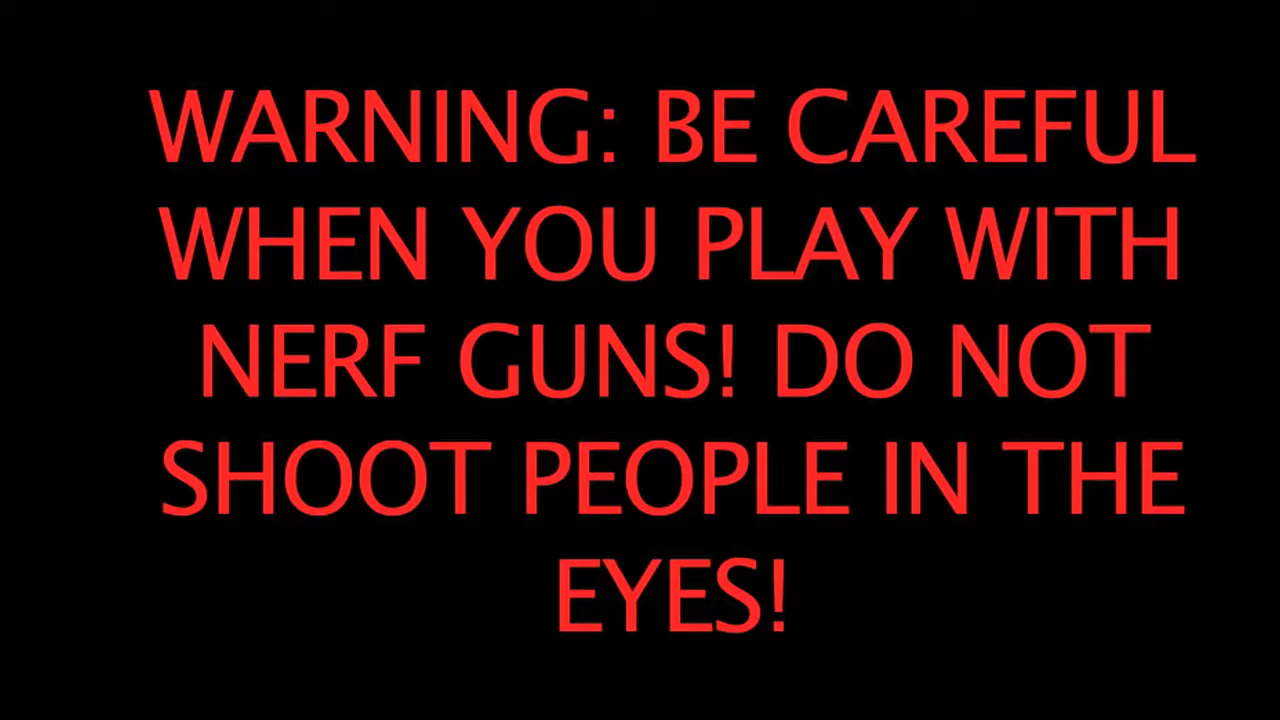 WARNING: BE CAREFUL
WHEN YOU PLAY WITH
NERF GUNS! DO NOT
SHOOT PEOPLE IN THE
EYES!